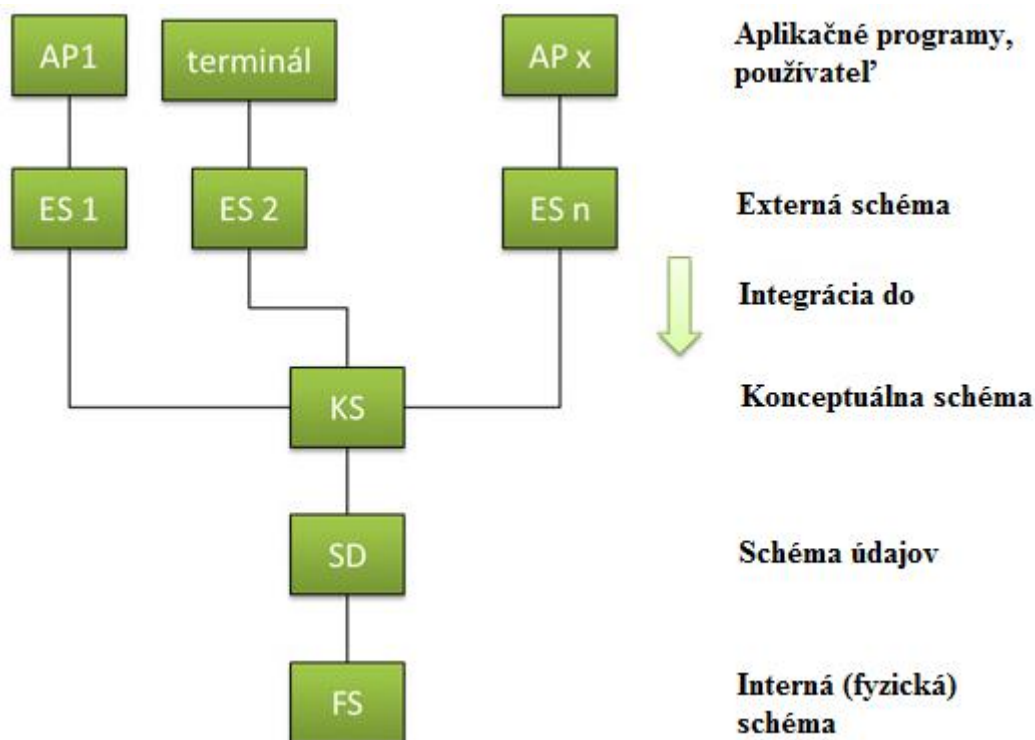 AP1
terminál
AP x
Aplikačné programy,
používateľ
ES 1
ES 2
ES n
Externá schéma
Integrácia do
KS
Konceptuálna schéma
SD
Schéma údajov
FS
Interná (fyzická)
schéma